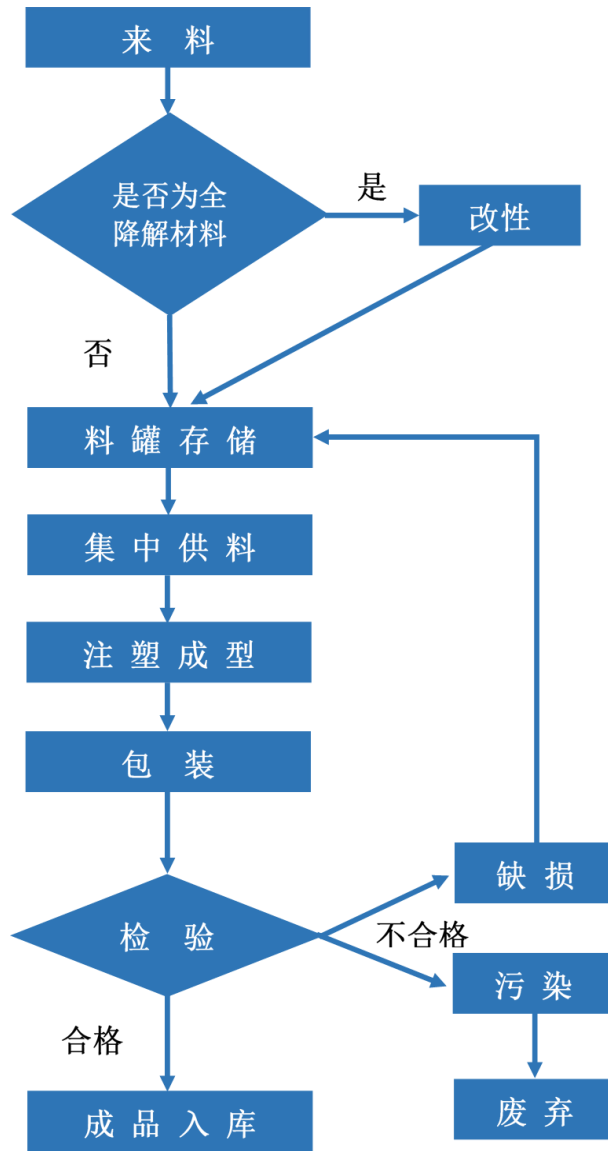 来 料
是否为全
降解材料
是
改性
否
料 罐 存 储
集 中 供 料
注 塑 成 型
包 装
缺 损
检 验
不合格
污 染
合格
成 品 入 库
废 弃